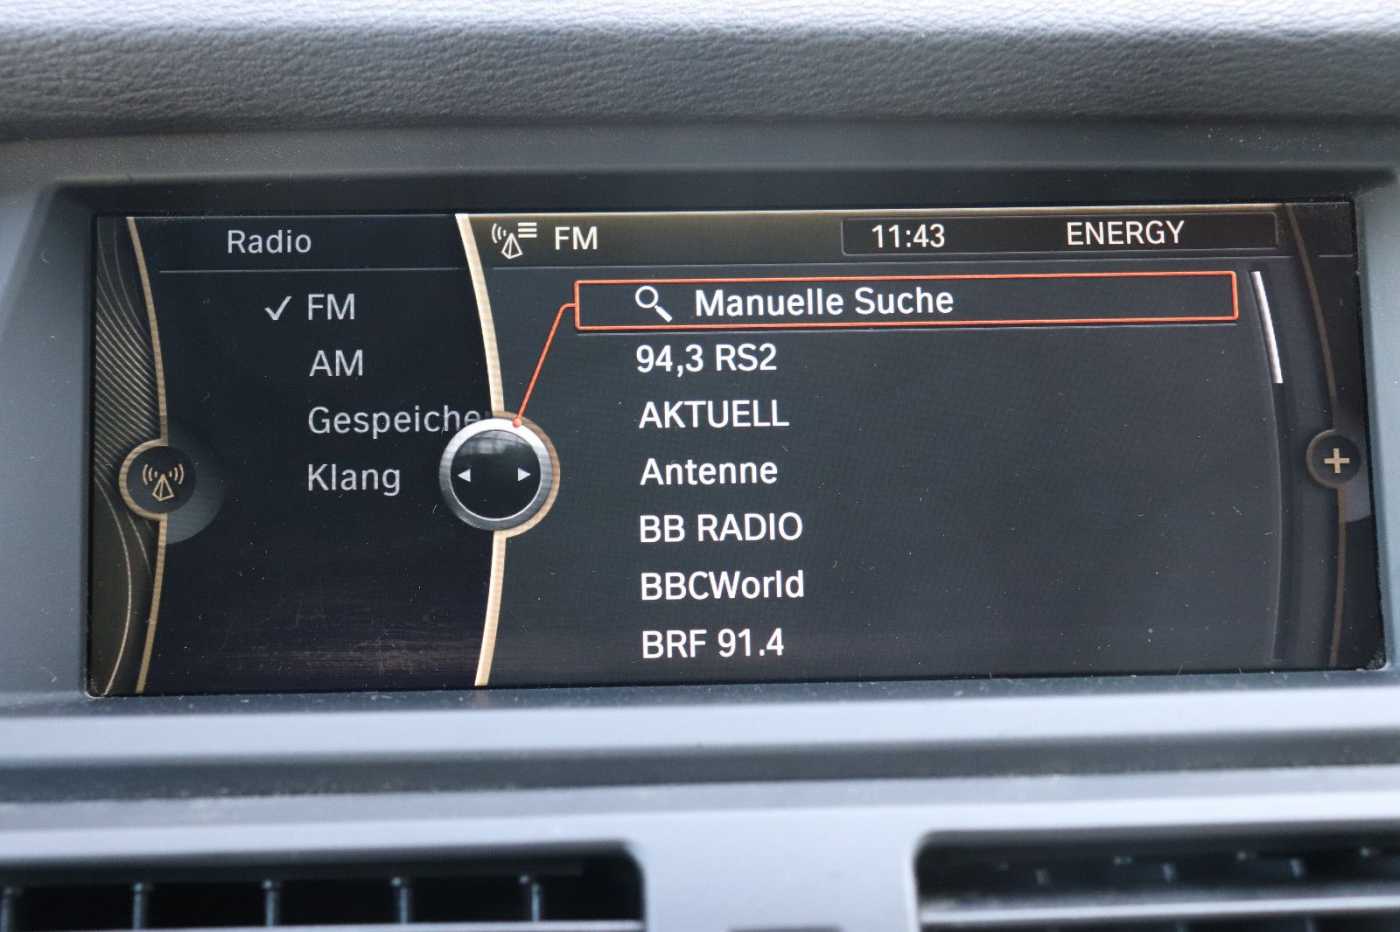 Radio
FM
AM
Gespeiche
Klang
FM 11:43 ENERGY
Manuelle Suche
94,3 RS2
AKTUELL
Antenne
BB RADIO
BBCWorld
BRF 91.4